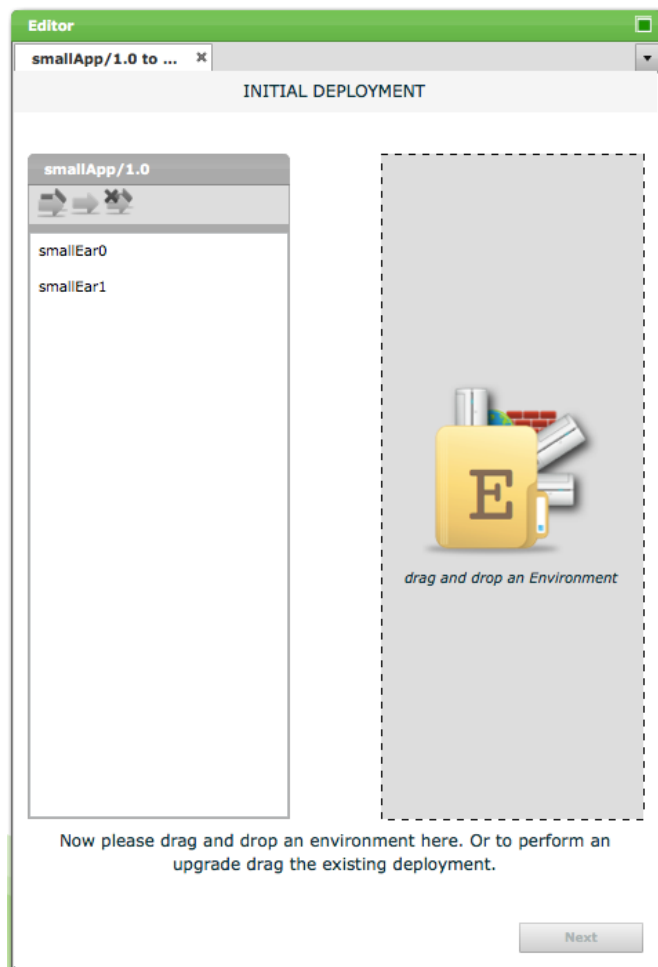 Editor
smallApp/1.0 to ...
INITIAL DEPLOYMENT
smallApp/1.0
smallEar0
smallEar1
E
drag and drop an Environment
Now please drag and drop an environment here. Or to perform an
upgrade drag the existing deployment.
Next